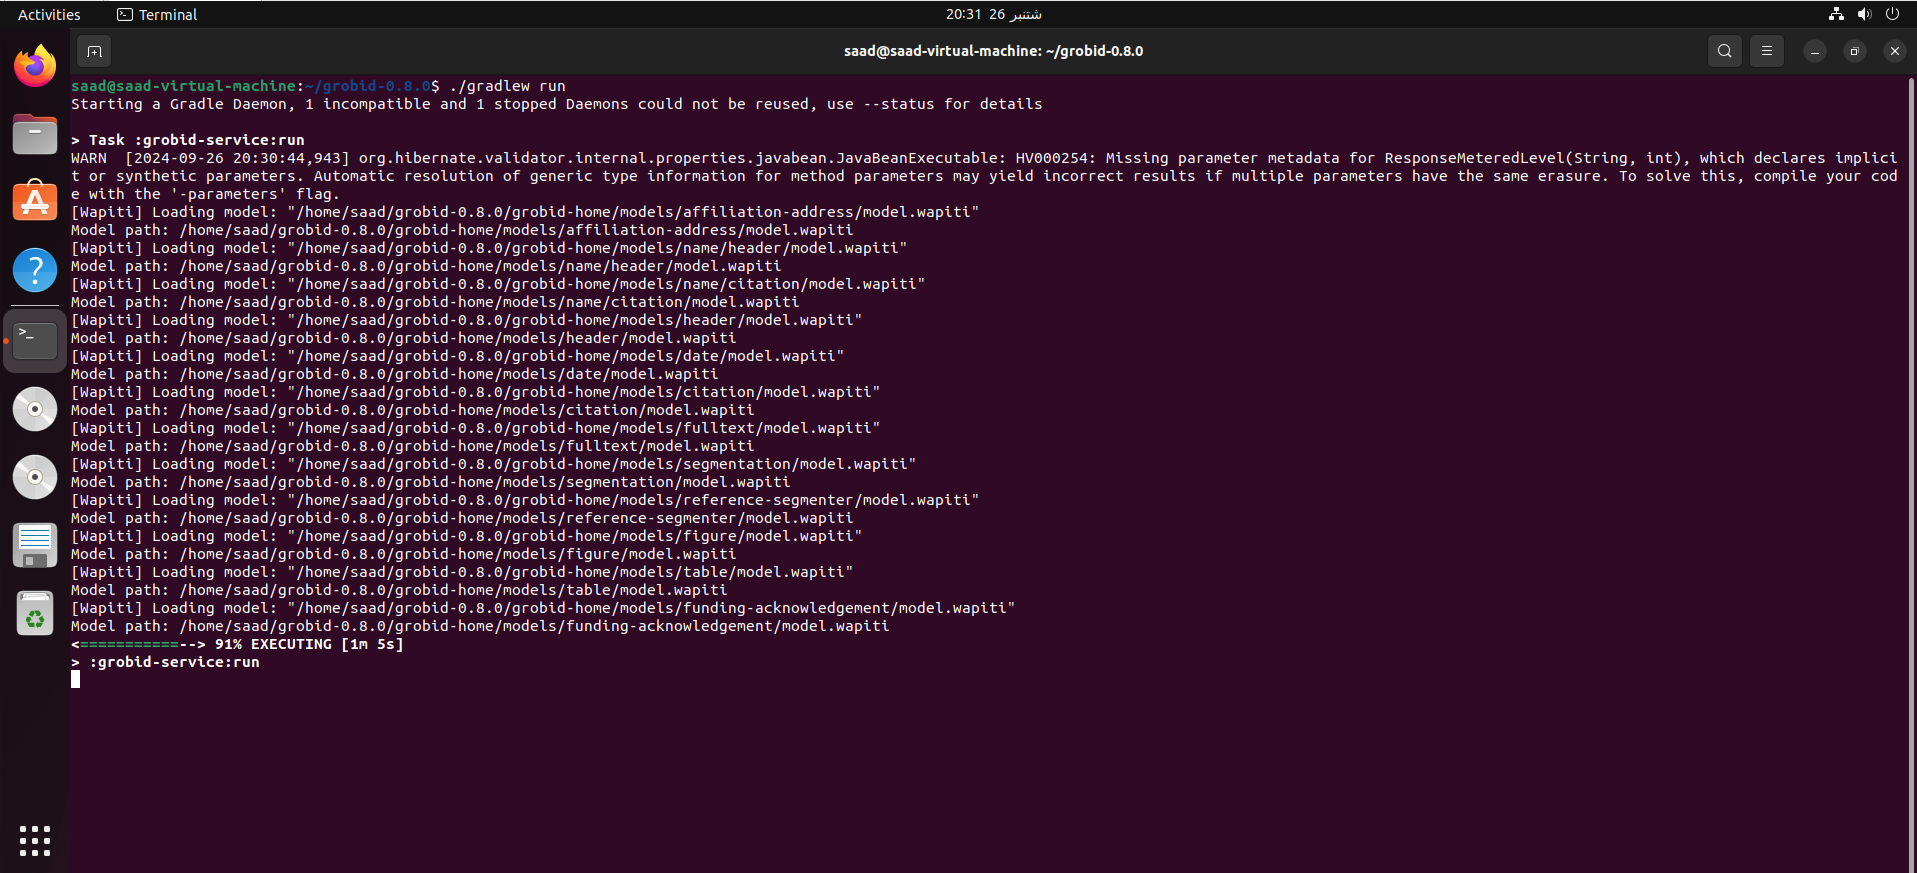 Activities
Terminal
20:31 26 شتنبر
saad@saad-virtual-machine: ~/grobid-0.8.0
saad@saad-virtual-machine:~/grobid-0.8.0$ ./gradlew run
Starting a Gradle Daemon, 1 incompatible and 1 stopped Daemons could not be reused, use --status for details
> Task :grobid-service:run
WARN  [2024-09-26 20:30:44,943] org.hibernate.validator.internal.properties.javabean.JavaBeanExecutable: HV000254: Missing parameter metadata for ResponseMeteredLevel(String, int), which declares implici
t or synthetic parameters. Automatic resolution of generic type information for method parameters may yield incorrect results if multiple parameters have the same erasure. To solve this, compile your cod
e with the '-parameters' flag.
[Wapiti] Loading model: "/home/saad/grobid-0.8.0/grobid-home/models/affiliation-address/model.wapiti"
Model path: /home/saad/grobid-0.8.0/grobid-home/models/affiliation-address/model.wapiti
[Wapiti] Loading model: "/home/saad/grobid-0.8.0/grobid-home/models/name/header/model.wapiti"
Model path: /home/saad/grobid-0.8.0/grobid-home/models/name/header/model.wapiti
[Wapiti] Loading model: "/home/saad/grobid-0.8.0/grobid-home/models/name/citation/model.wapiti"
Model path: /home/saad/grobid-0.8.0/grobid-home/models/name/citation/model.wapiti
[Wapiti] Loading model: "/home/saad/grobid-0.8.0/grobid-home/models/header/model.wapiti"
Model path: /home/saad/grobid-0.8.0/grobid-home/models/header/model.wapiti
[Wapiti] Loading model: "/home/saad/grobid-0.8.0/grobid-home/models/date/model.wapiti"
Model path: /home/saad/grobid-0.8.0/grobid-home/models/date/model.wapiti
[Wapiti] Loading model: "/home/saad/grobid-0.8.0/grobid-home/models/citation/model.wapiti"
Model path: /home/saad/grobid-0.8.0/grobid-home/models/citation/model.wapiti
[Wapiti] Loading model: "/home/saad/grobid-0.8.0/grobid-home/models/fulltext/model.wapiti"
Model path: /home/saad/grobid-0.8.0/grobid-home/models/fulltext/model.wapiti
[Wapiti] Loading model: "/home/saad/grobid-0.8.0/grobid-home/models/segmentation/model.wapiti"
Model path: /home/saad/grobid-0.8.0/grobid-home/models/segmentation/model.wapiti
[Wapiti] Loading model: "/home/saad/grobid-0.8.0/grobid-home/models/reference-segmenter/model.wapiti"
Model path: /home/saad/grobid-0.8.0/grobid-home/models/reference-segmenter/model.wapiti
[Wapiti] Loading model: "/home/saad/grobid-0.8.0/grobid-home/models/figure/model.wapiti"
Model path: /home/saad/grobid-0.8.0/grobid-home/models/figure/model.wapiti
[Wapiti] Loading model: "/home/saad/grobid-0.8.0/grobid-home/models/table/model.wapiti"
Model path: /home/saad/grobid-0.8.0/grobid-home/models/table/model.wapiti
[Wapiti] Loading model: "/home/saad/grobid-0.8.0/grobid-home/models/funding-acknowledgement/model.wapiti"
Model path: /home/saad/grobid-0.8.0/grobid-home/models/funding-acknowledgement/model.wapiti
<===========--> 91% EXECUTING [1m 5s]
> :grobid-service:run